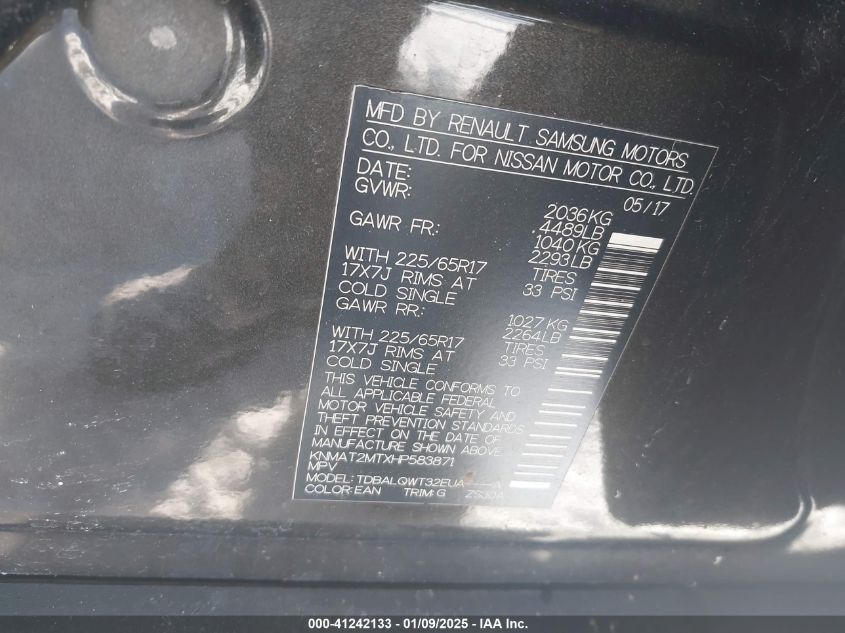 MFD BY RENAULT SAMSUNG MOTORS
CO., LTD. FOR NISSAN MOTOR CO., LTD.
DATE: 05/17
GVWR: 2036KG
4489LB
GAWR FR: 1040KG
2293LB
WITH 225/65R17 TIRES
17X7J RIMS AT 33 PSI
COLD SINGLE
GAWR RR: 1027KG
2264LB
WITH 225/65R17 TIRES
17X7J RIMS AT 33 PSI
COLD SINGLE
THIS VEHICLE CONFORMS TO
ALL APPLICABLE FEDERAL
MOTOR VEHICLE SAFETY AND
THEFT PREVENTION STANDARDS
IN EFFECT ON THE DATE OF
MANUFACTURE SHOWN ABOVE.
KNMAT2MTXHP583871
MPV
MODEL: TDBALQWT32EUA----A
COLOR:EAN TRIM:G
000-41242133 - 01/09/2025 - IAA Inc.